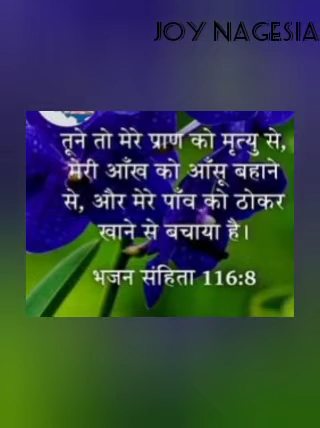 JOY NAGESIA
तूने तो मेरे प्राण को मृत्यु से,
मेरी आँख को आँसू बहाने
से, और मेरे पाँव को ठोकर
खाने से बचाया है।
भजन संहिता 116:8